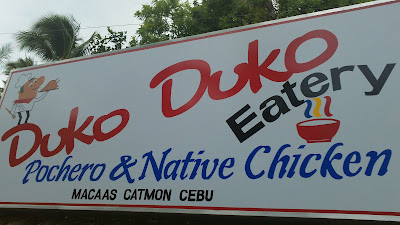 Duko Duko
Eatery
Pochero & Native Chicken
MACAAS CATMON CEBU